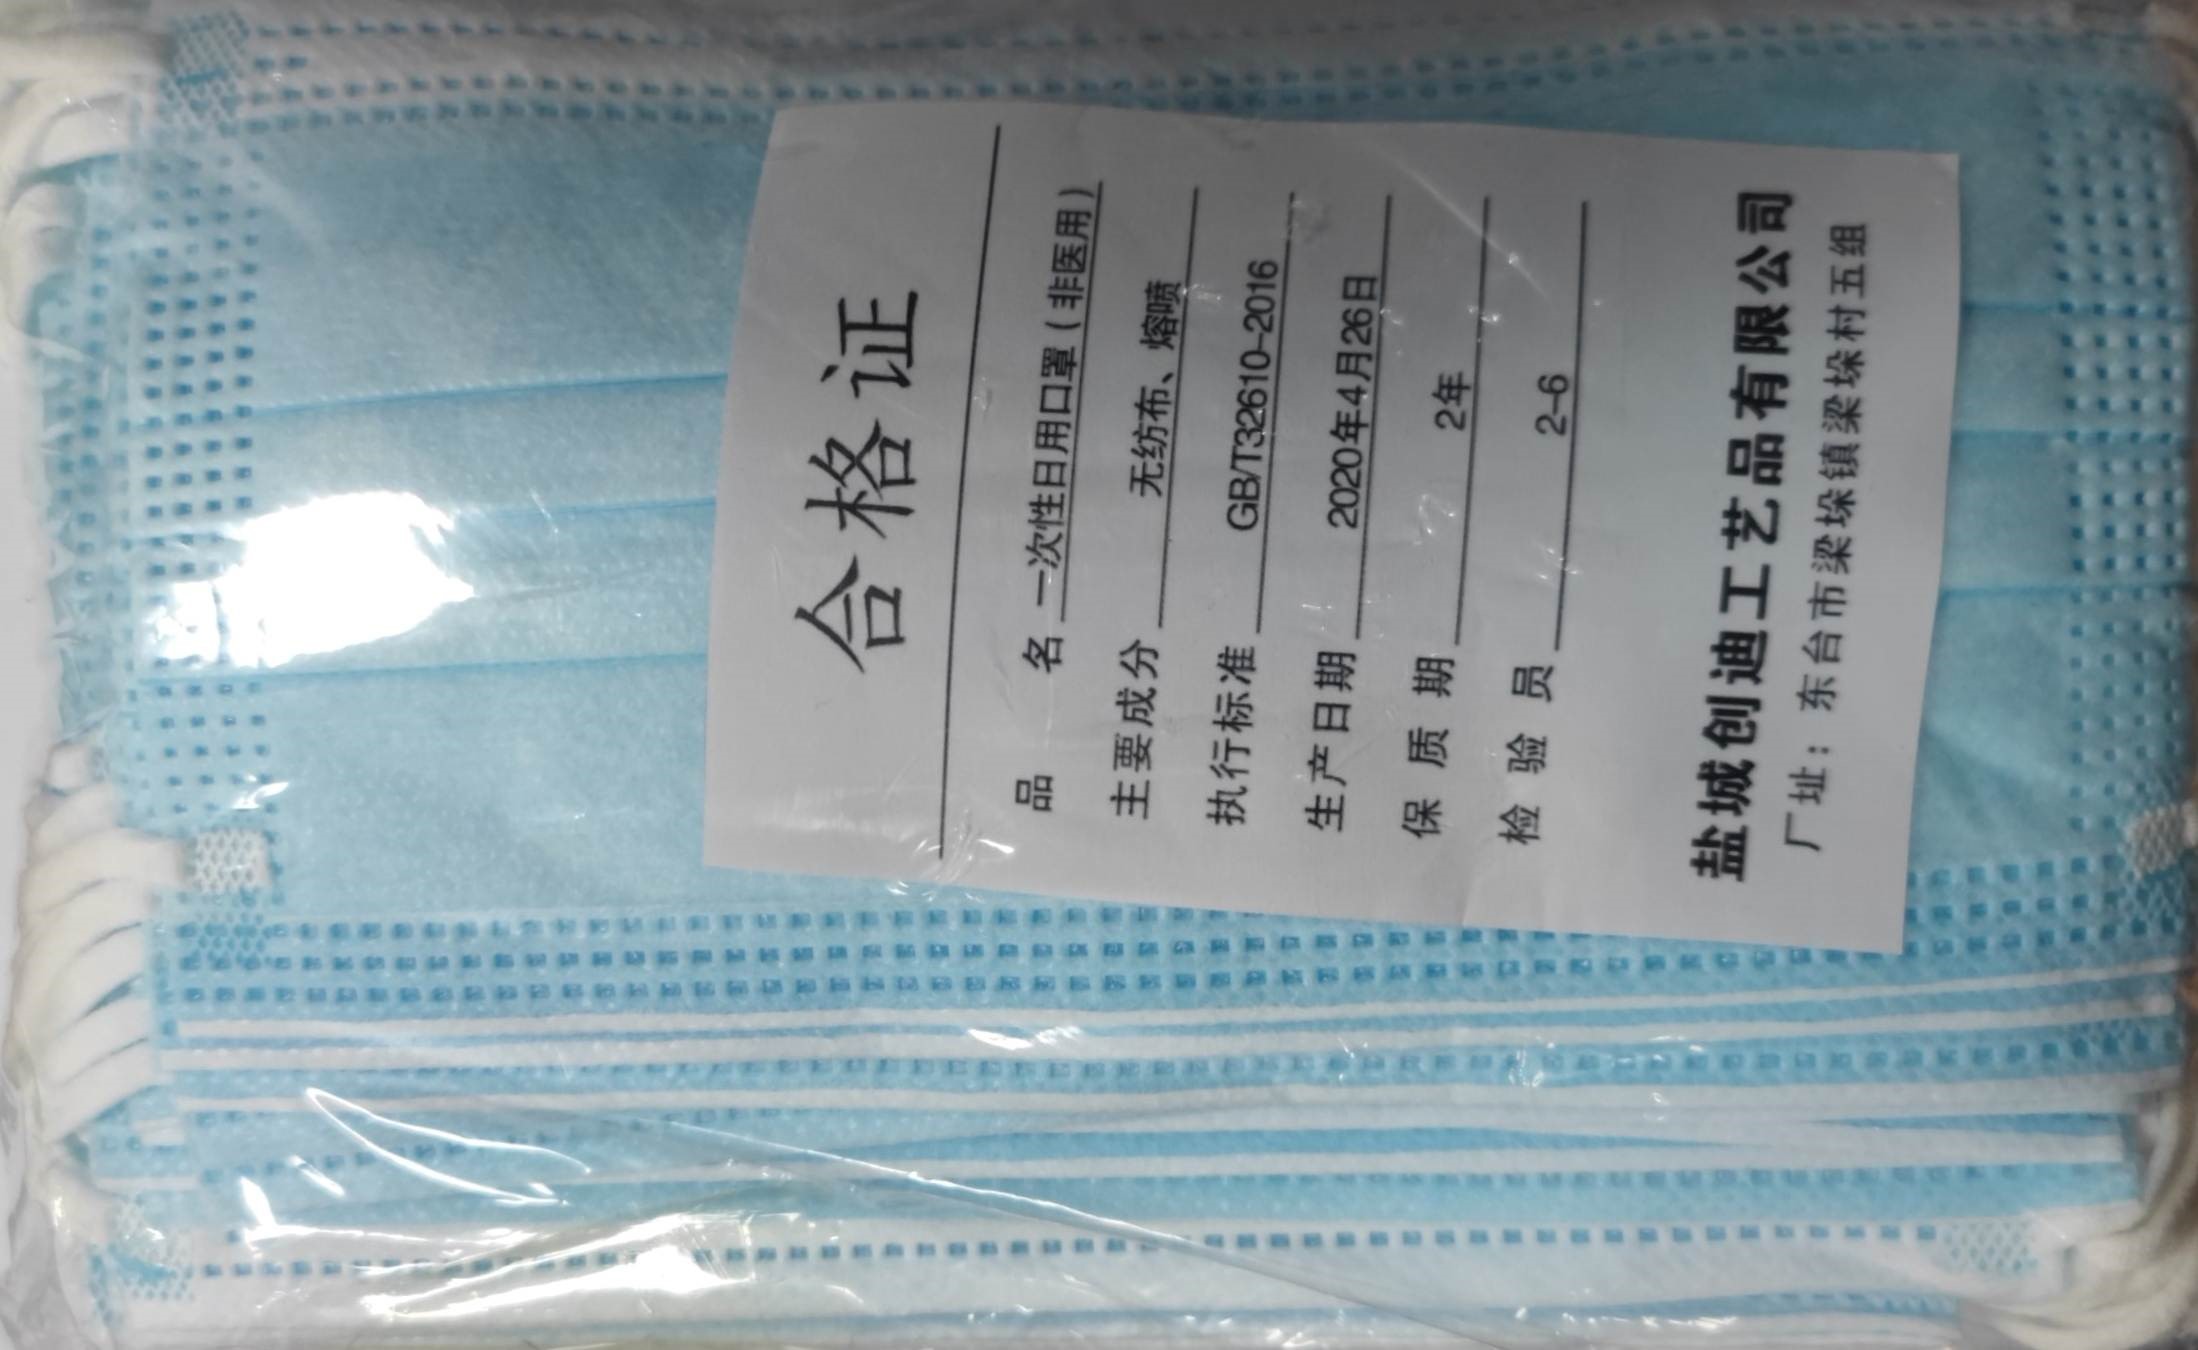 合格证
品 名 一次性日用口罩(非医用)
主要成分 无纺布、熔喷
执行标准 GB/T32610-2016
生产日期 2020年4月26日
保质期 2年
检验员 2-6
盐城创迪工艺品有限公司
厂址:东台市梁垛镇梁垛村五组